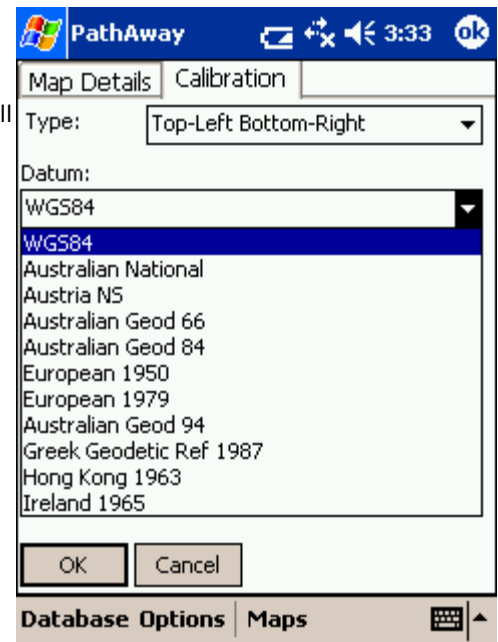 PathAway 3:33 ok
Map Details Calibration
ll
Type: Top-Left Bottom-Right
Datum:
WGS84
WGS84
Australian National
Austria NS
Australian Geod 66
Australian Geod 84
European 1950
European 1979
Australian Geod 94
Greek Geodetic Ref 1987
Hong Kong 1963
Ireland 1965
OK Cancel
Database Options Maps